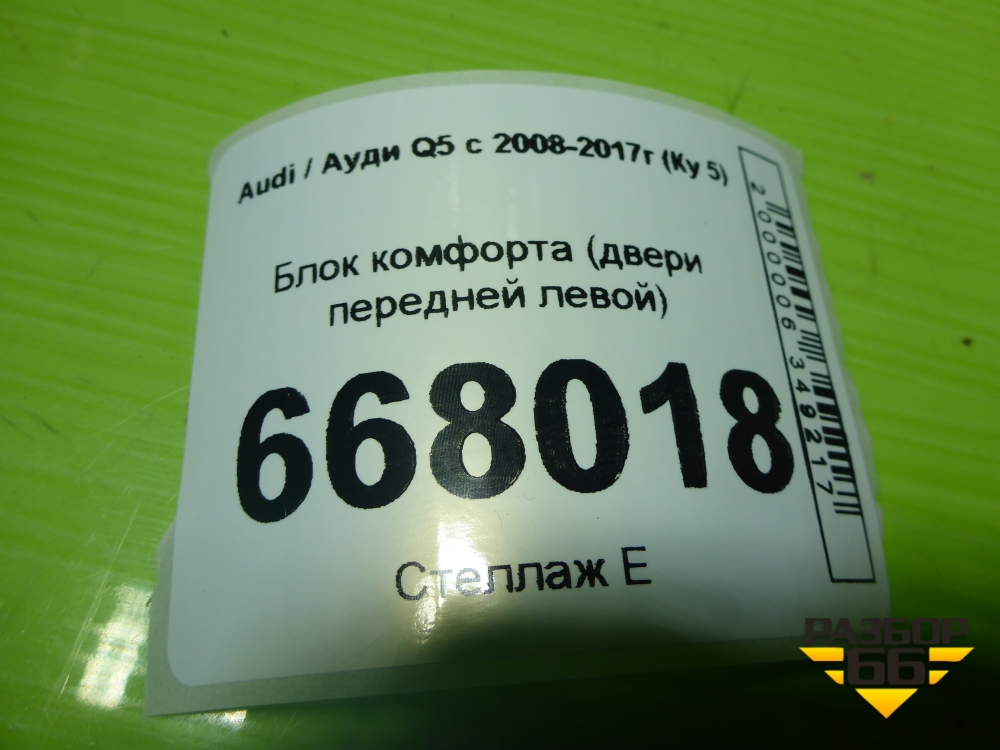 Audi / Ауди Q5 с 2008-2017г (Ку 5)
Блок комфорта (двери
передней левой)
668018
Стеллаж Е
2000006349217
РАЗБОР
66